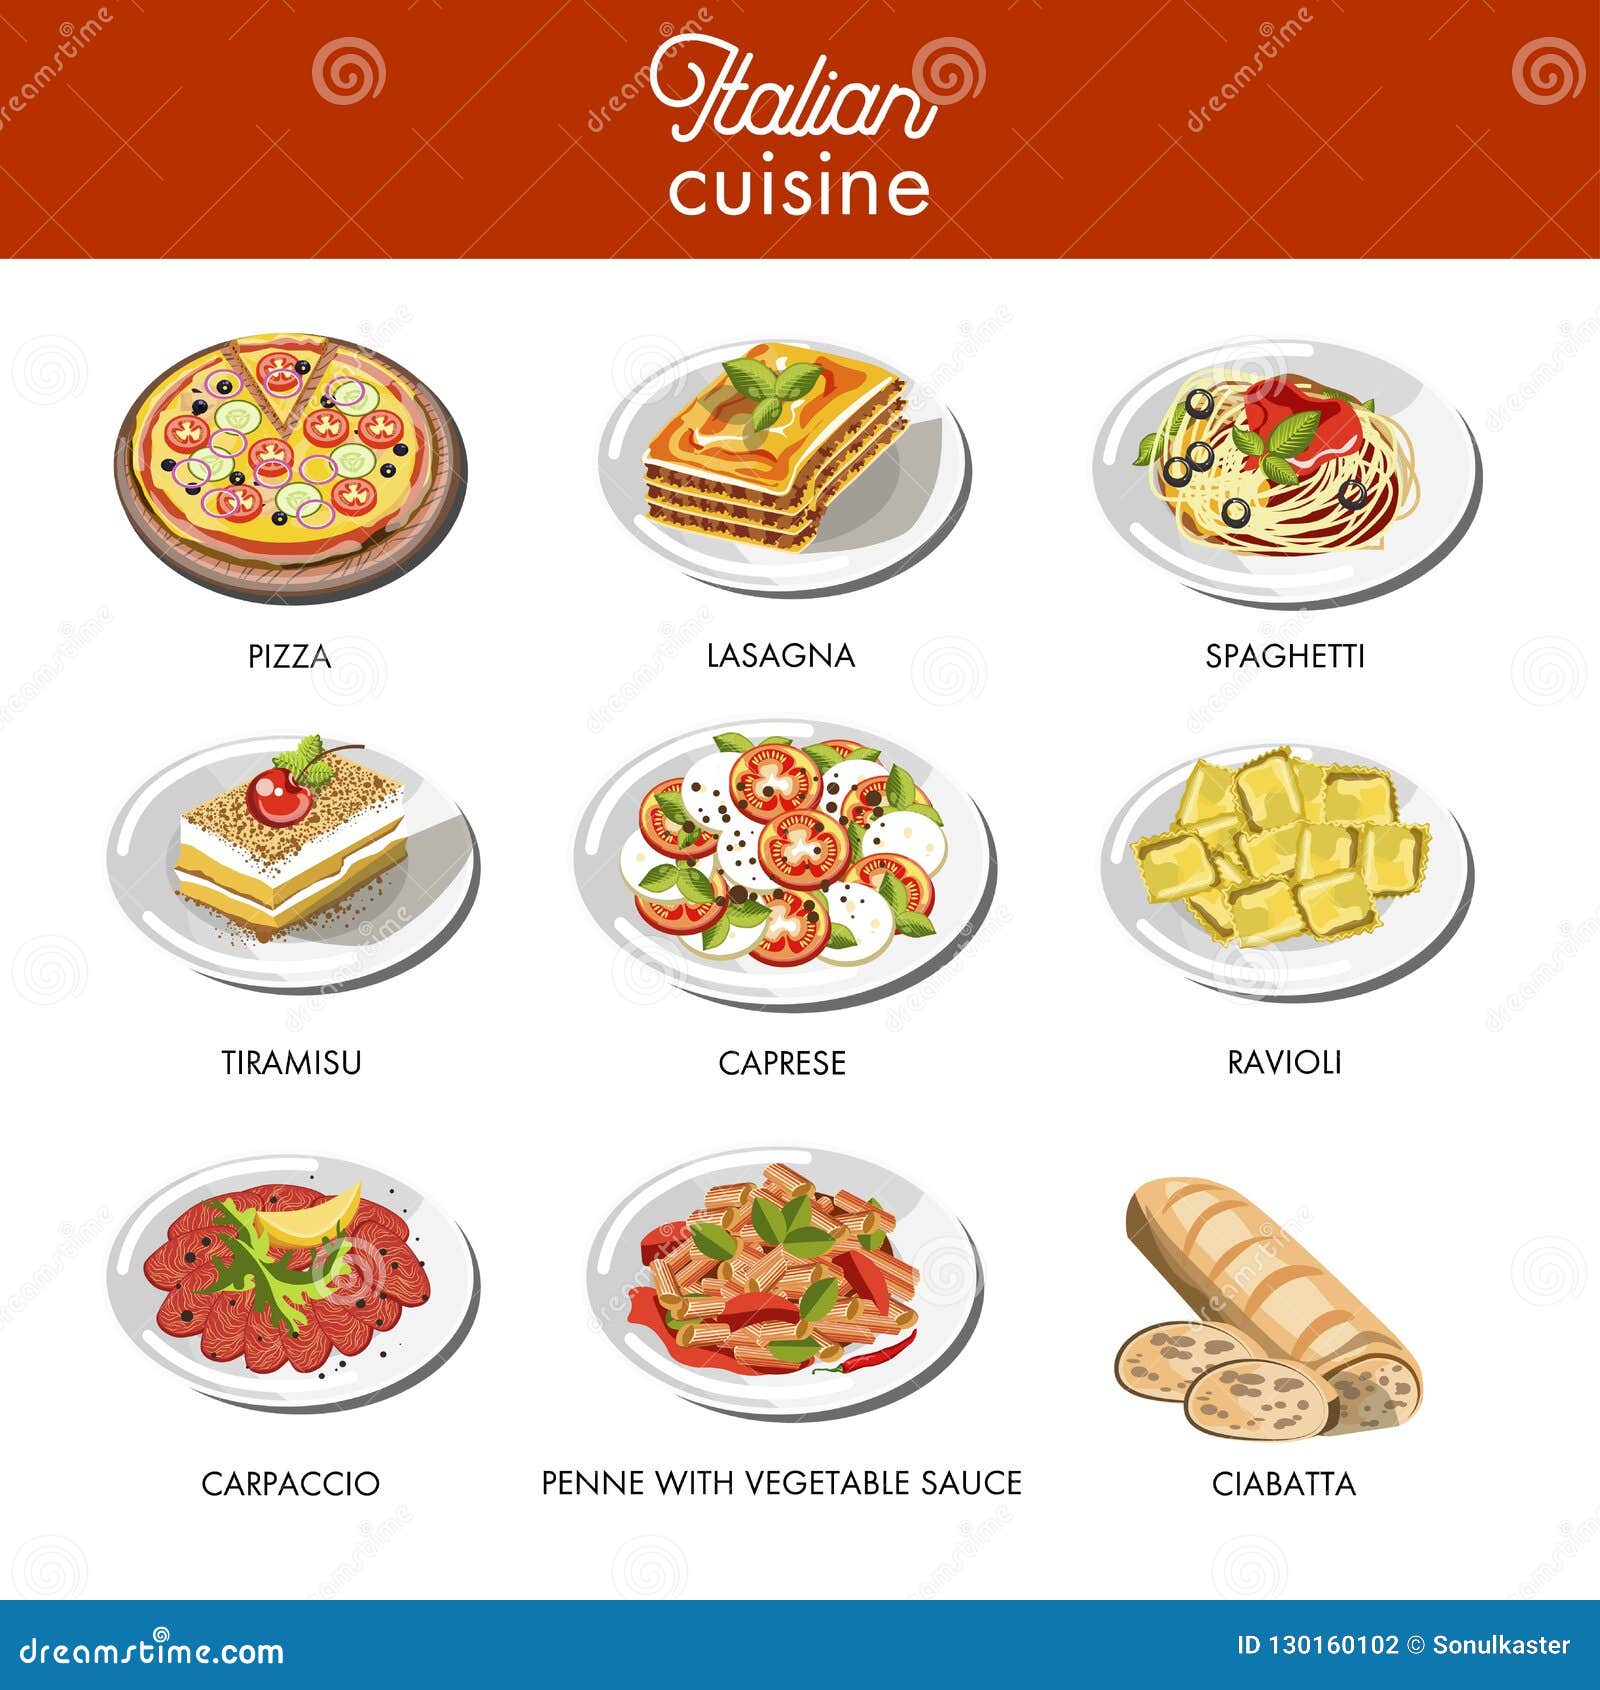 Italian
cuisine
PIZZA
LASAGNA
SPAGHETTI
TIRAMISU
CAPRESE
RAVIOLI
CARPACCIO
PENNE WITH VEGETABLE SAUCE
CIABATTA
dreamstime.com
ID 130160102 © Sonulkaster